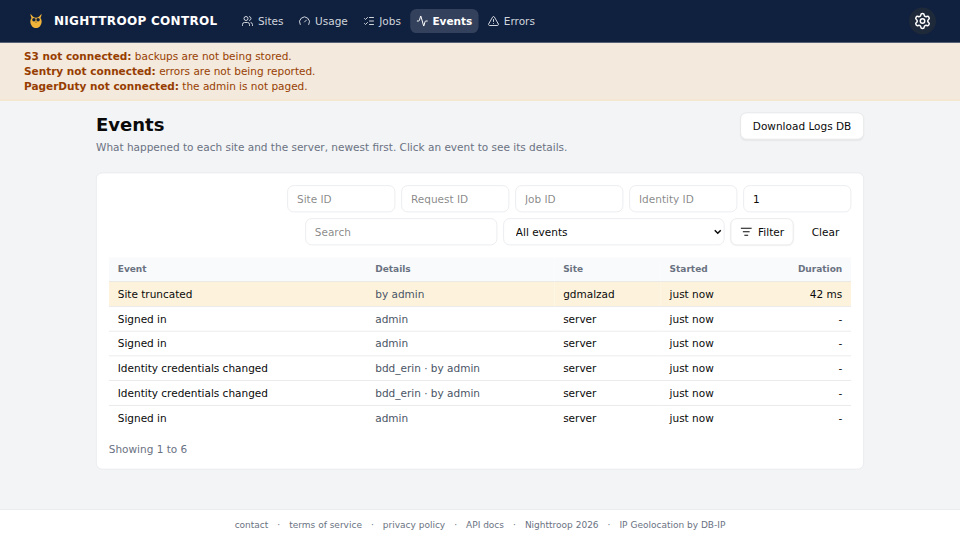 NIGHTTROOP CONTROL Sites Usage Jobs Events Errors
S3 not connected: backups are not being stored.
Sentry not connected: errors are not being reported.
PagerDuty not connected: the admin is not paged.
Events
Download Logs DB
What happened to each site and the server, newest first. Click an event to see its details.
Site ID Request ID Job ID Identity ID 1
Search All events Filter Clear
Event Details Site Started Duration
Site truncated by admin gdmalzad just now 42 ms
Signed in admin server just now -
Signed in admin server just now -
Identity credentials changed bdd_erin · by admin server just now -
Identity credentials changed bdd_erin · by admin server just now -
Signed in admin server just now -
Showing 1 to 6
contact · terms of service · privacy policy · API docs · Nighttroop 2026 · IP Geolocation by DB-IP